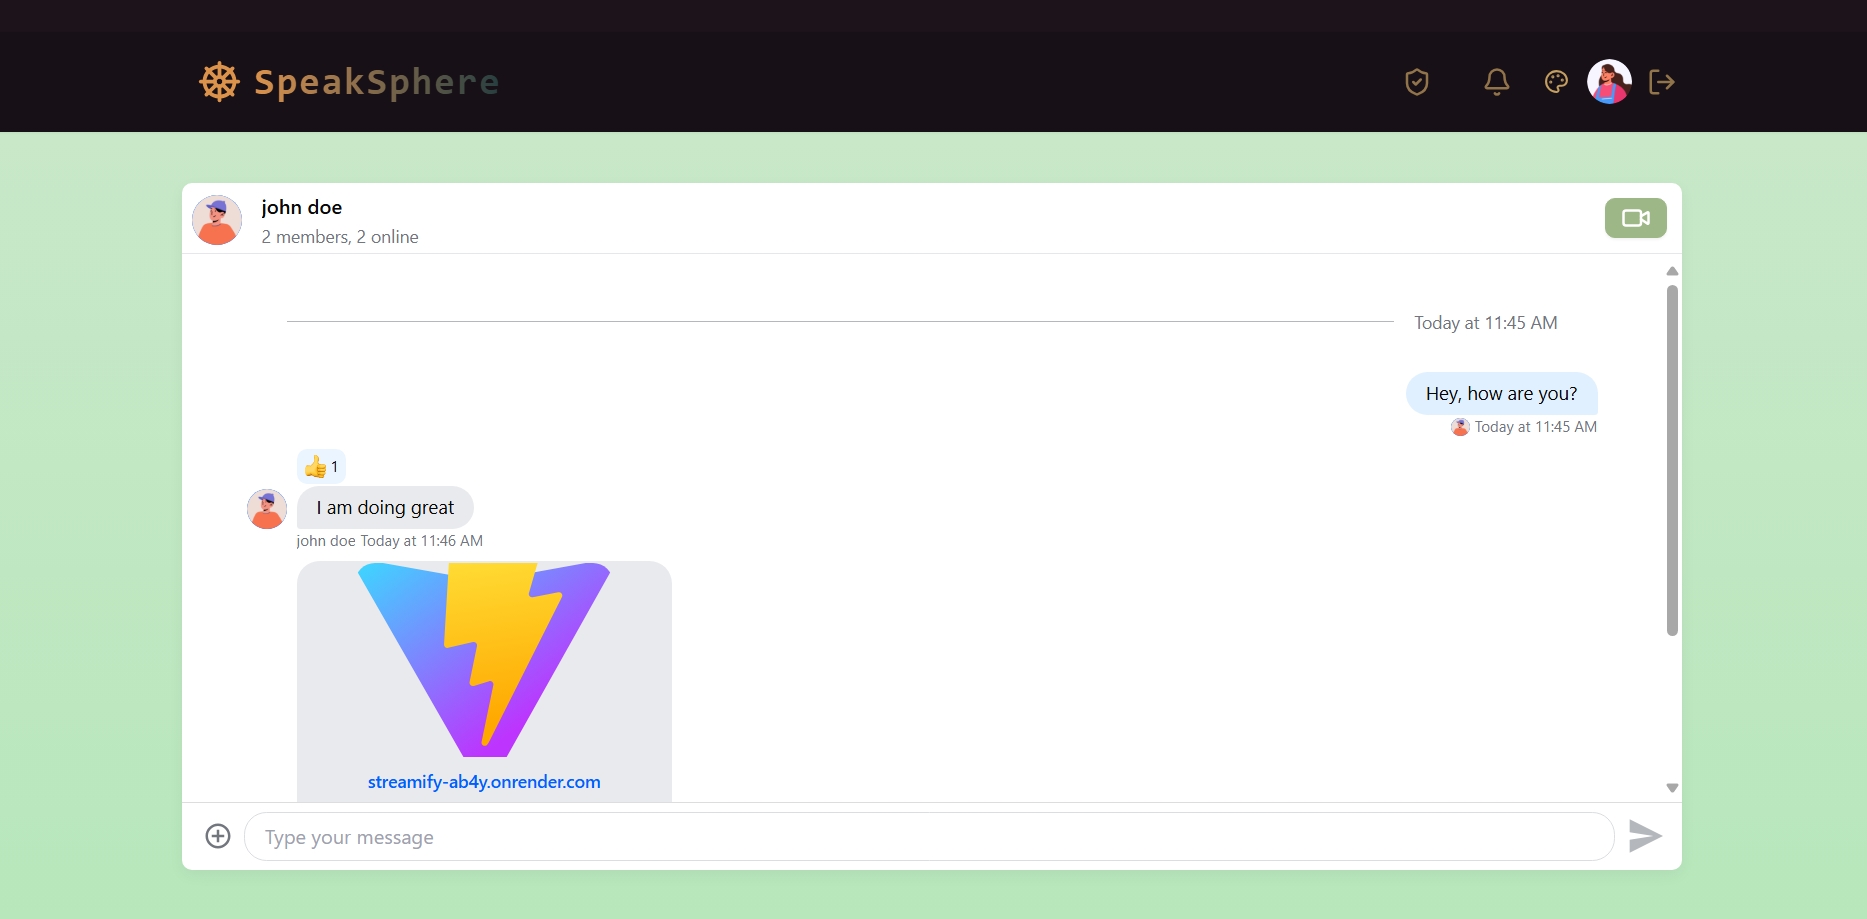 SpeakSphere
john doe
2 members, 2 online
Today at 11:45 AM
Hey, how are you?
Today at 11:45 AM
👍 1
I am doing great
john doe Today at 11:46 AM
streamify-ab4y.onrender.com
Type your message